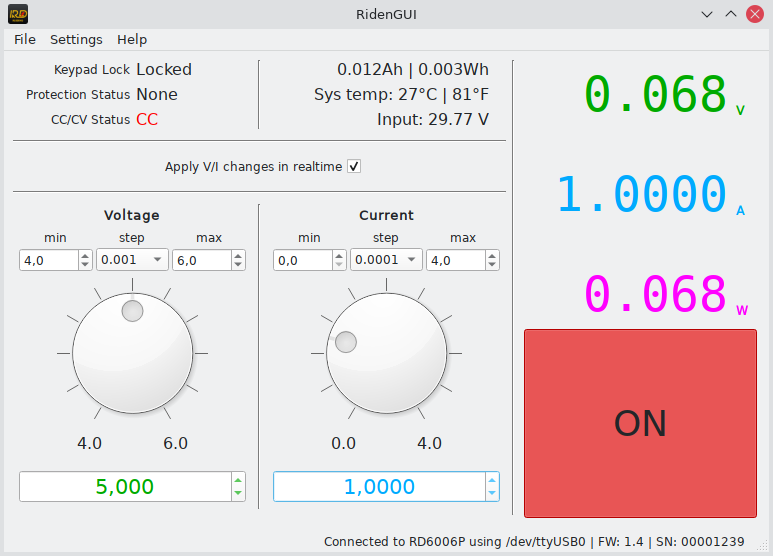 RD
RidenGUI
File Settings Help
Keypad Lock Locked
Protection Status None
CC/CV Status CC
0.012Ah | 0.003Wh
Sys temp: 27°C | 81°F
Input: 29.77 V
Apply V/I changes in realtime
Voltage
min step max
4,0 0.001 6,0
4.0 6.0
5,000
Current
min step max
0,0 0.0001 4,0
0.0 4.0
1,0000
0.068 V
1.0000 A
0.068 W
ON
Connected to RD6006P using /dev/ttyUSB0 | FW: 1.4 | SN: 00001239